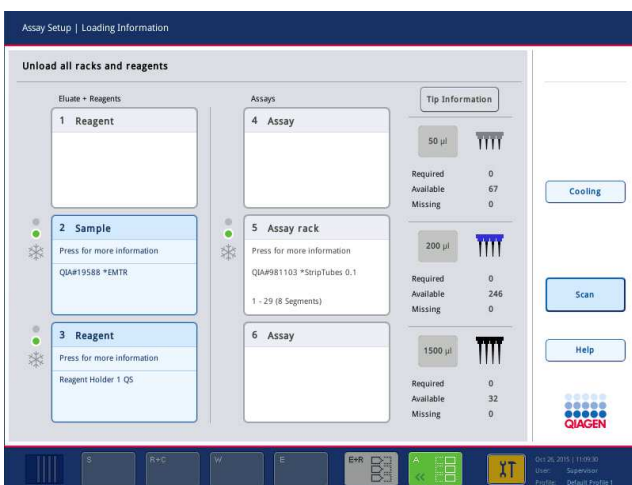 Assay Setup | Loading Information
Unload all racks and reagents
Eluate + Reagents
Assays
Tip Information
1 Reagent
4 Assay
50 µl
Required 0
Available 67
Missing 0
Cooling
2 Sample
Press for more information
QIA#19588 *EMTR
5 Assay rack
Press for more information
QIA#981103 *StripTubes 0.1
1 - 29 (8 Segments)
200 µl
Required 0
Available 246
Missing 0
Scan
3 Reagent
Press for more information
Reagent Holder 1 QS
6 Assay
1500 µl
Required 0
Available 32
Missing 0
Help
QIAGEN
S
R+C
W
E
E+R
A
<<
Oct 26, 2015 | 11:09:30
User: Supervisor
Profile: Default Profile 1